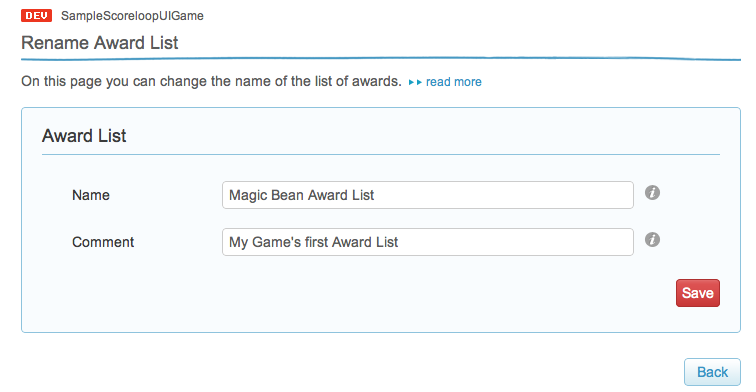 DEV SampleScoreloopUIGame
Rename Award List
On this page you can change the name of the list of awards. read more
Award List
Name Magic Bean Award List
Comment My Game's first Award List
Save
Back